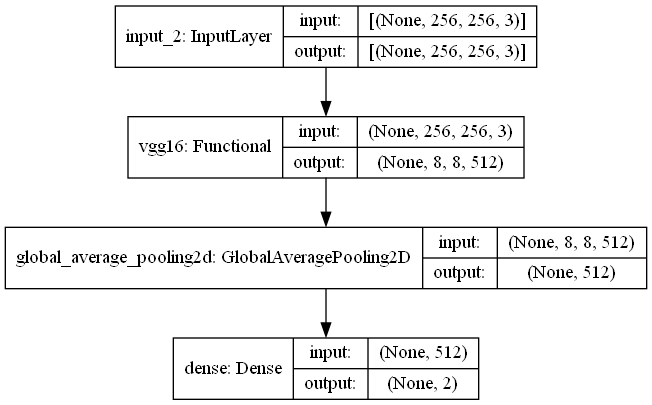 input_2: InputLayer
input: [(None, 256, 256, 3)]
output: [(None, 256, 256, 3)]
vgg16: Functional
input: (None, 256, 256, 3)
output: (None, 8, 8, 512)
global_average_pooling2d: GlobalAveragePooling2D
input: (None, 8, 8, 512)
output: (None, 512)
dense: Dense
input: (None, 512)
output: (None, 2)